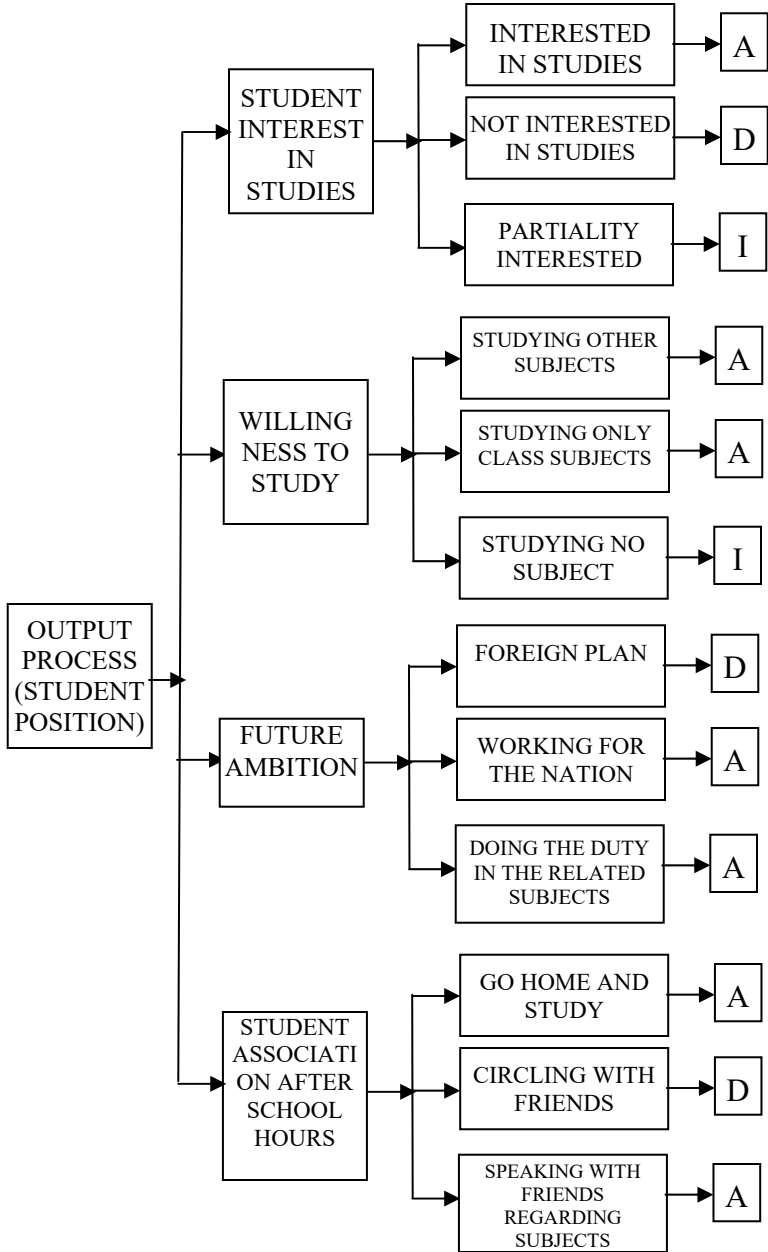 OUTPUT
PROCESS
(STUDENT
POSITION)
STUDENT
INTEREST
IN
STUDIES
INTERESTED
IN STUDIES
A
NOT INTERESTED
IN STUDIES
D
PARTIALITY
INTERESTED
I
WILLING
NESS TO
STUDY
STUDYING OTHER
SUBJECTS
A
STUDYING ONLY
CLASS SUBJECTS
A
STUDYING NO
SUBJECT
I
FUTURE
AMBITION
FOREIGN PLAN
D
WORKING FOR
THE NATION
A
DOING THE DUTY
IN THE RELATED
SUBJECTS
A
STUDENT
ASSOCIATI
ON AFTER
SCHOOL
HOURS
GO HOME AND
STUDY
A
CIRCLING WITH
FRIENDS
D
SPEAKING WITH
FRIENDS
REGARDING
SUBJECTS
A